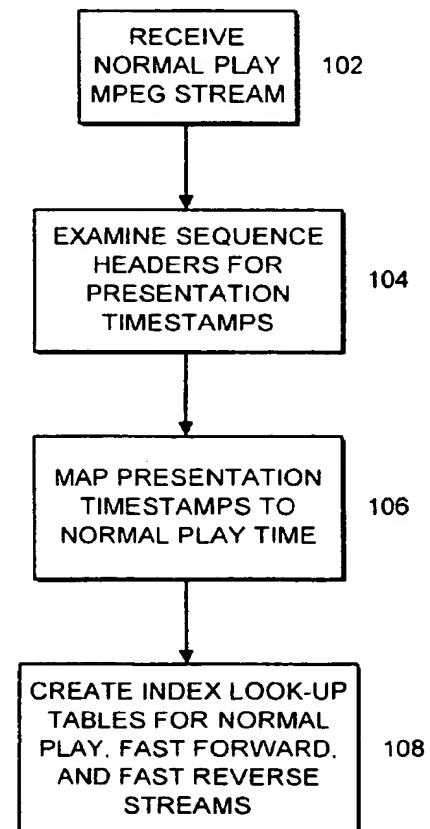 RECEIVE
NORMAL PLAY
MPEG STREAM
102
EXAMINE SEQUENCE
HEADERS FOR
PRESENTATION
TIMESTAMPS
104
MAP PRESENTATION
TIMESTAMPS TO
NORMAL PLAY TIME
106
CREATE INDEX LOOK-UP
TABLES FOR NORMAL
PLAY, FAST FORWARD,
AND FAST REVERSE
STREAMS
108